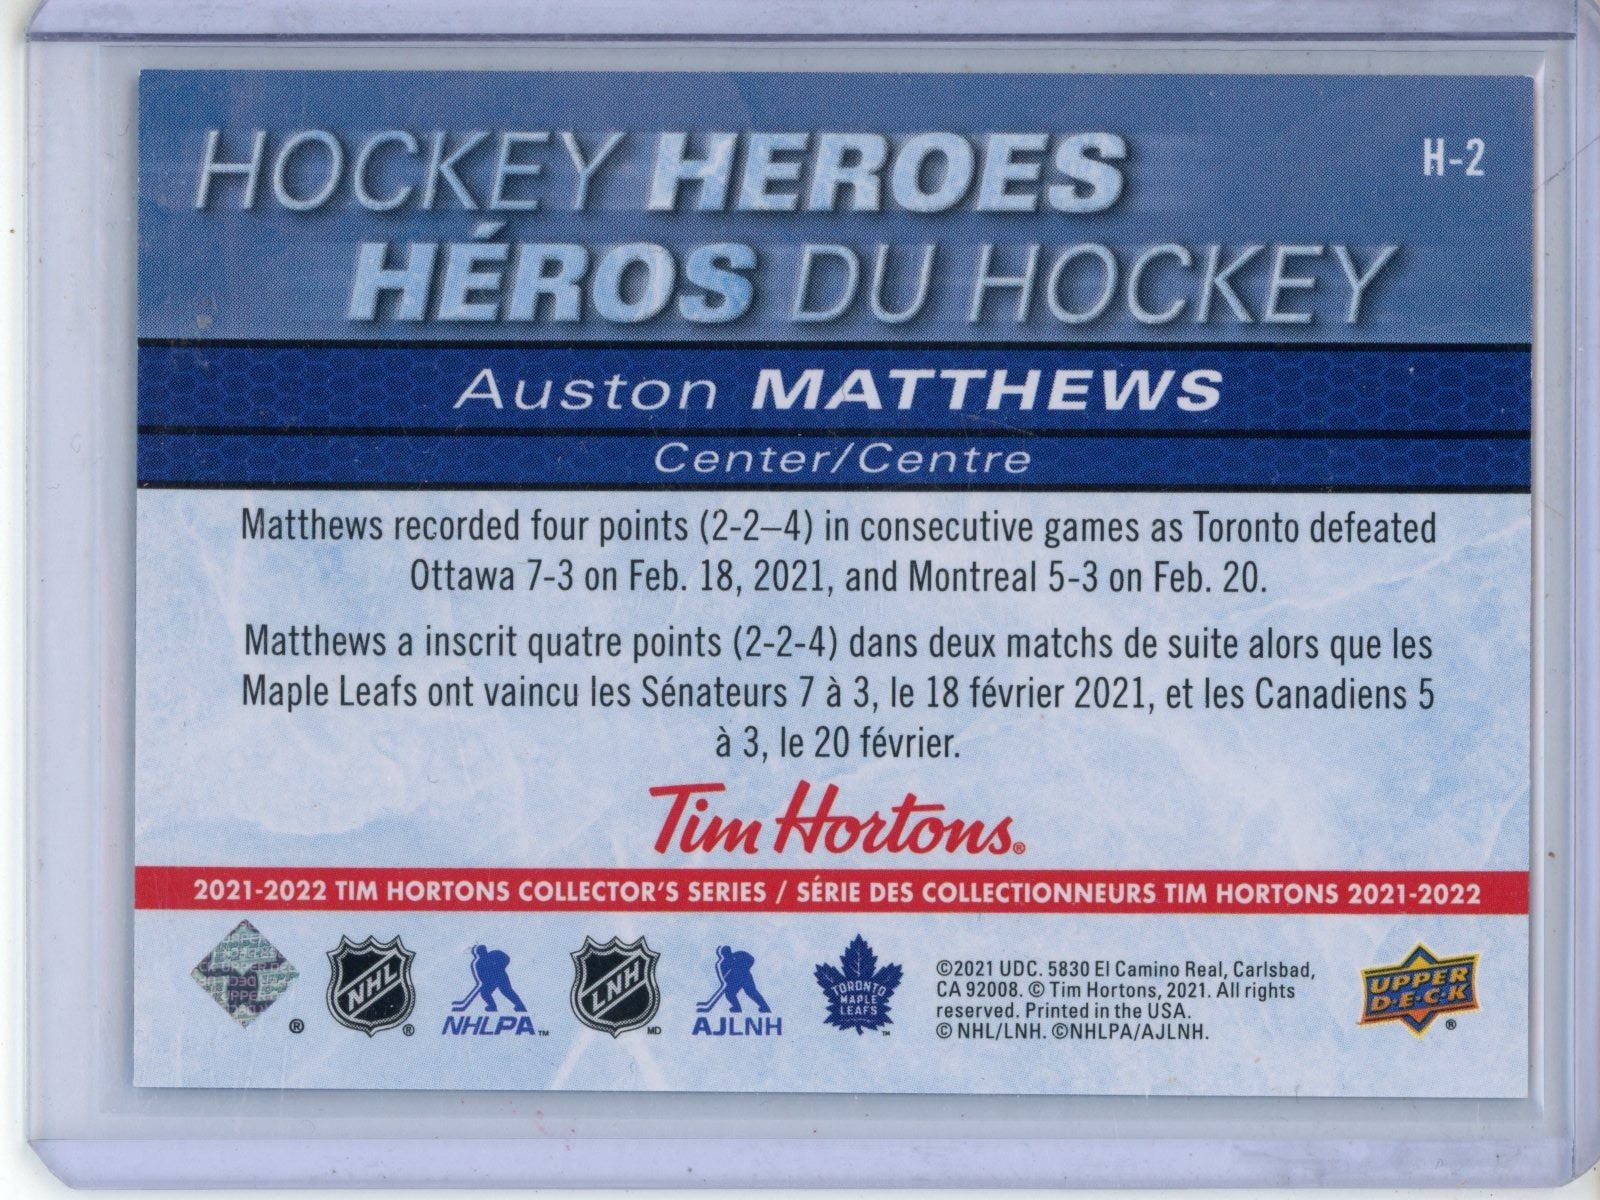 HOCKEY HEROES
H-2
HÉROS DU HOCKEY
Auston MATTHEWS
Center/Centre
Matthews recorded four points (2-2–4) in consecutive games as Toronto defeated
Ottawa 7-3 on Feb. 18, 2021, and Montreal 5-3 on Feb. 20.
Matthews a inscrit quatre points (2-2-4) dans deux matchs de suite alors que les
Maple Leafs ont vaincu les Sénateurs 7 à 3, le 18 février 2021, et les Canadiens 5
à 3, le 20 février.
Tim Hortons®
2021-2022 TIM HORTONS COLLECTOR'S SERIES / SÉRIE DES COLLECTIONNEURS TIM HORTONS 2021-2022
®
NHL ®
NHLPA™
LNH MD
AJLNH
TORONTO
MAPLE
LEAFS ™
©2021 UDC. 5830 El Camino Real, Carlsbad,
CA 92008. © Tim Hortons, 2021. All rights
reserved. Printed in the USA.
© NHL/LNH. ©NHLPA/AJLNH.
UPPER
D·E·C·K ®